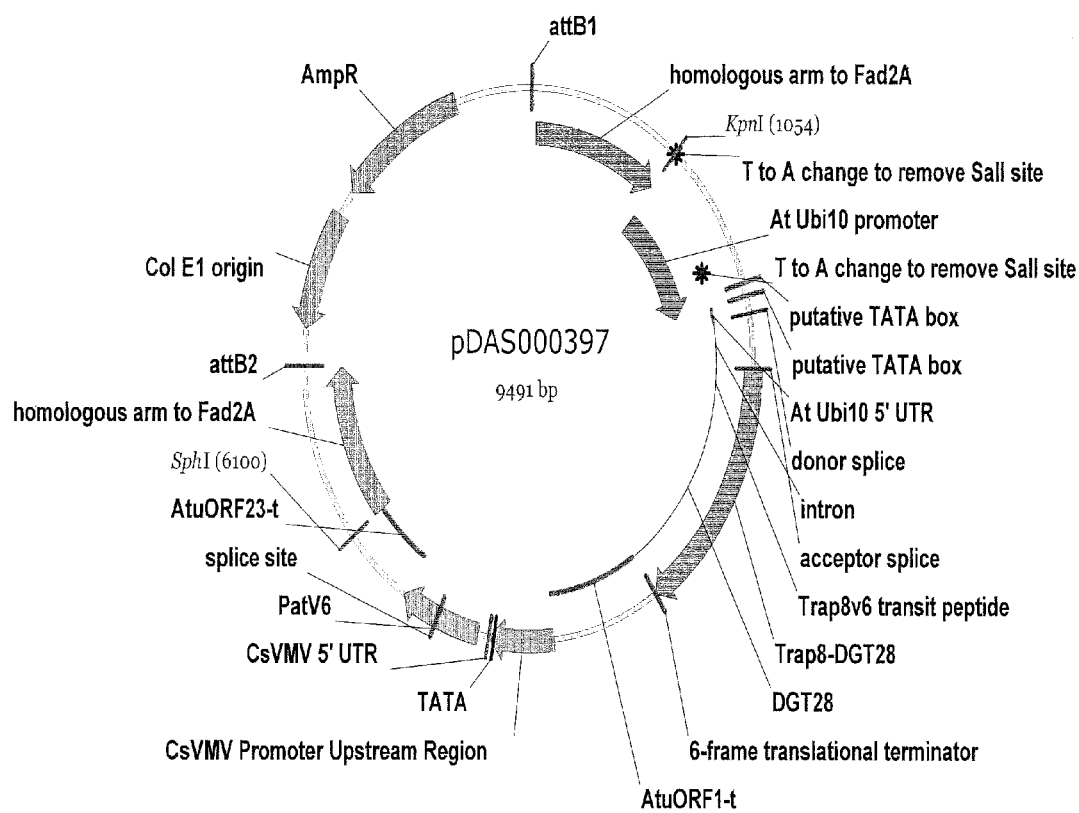 attB1
AmpR
homologous arm to Fad2A
KpnI (1054)
T to A change to remove SalI site
At Ubi10 promoter
Col E1 origin
T to A change to remove SalI site
putative TATA box
pDAS000397
attB2
putative TATA box
9491 bp
homologous arm to Fad2A
At Ubi10 5' UTR
SphI (6100)
donor splice
AtuORF23-t
intron
splice site
acceptor splice
PatV6
Trap8v6 transit peptide
CsVMV 5' UTR
Trap8-DGT28
TATA
DGT28
CsVMV Promoter Upstream Region
6-frame translational terminator
AtuORF1-t